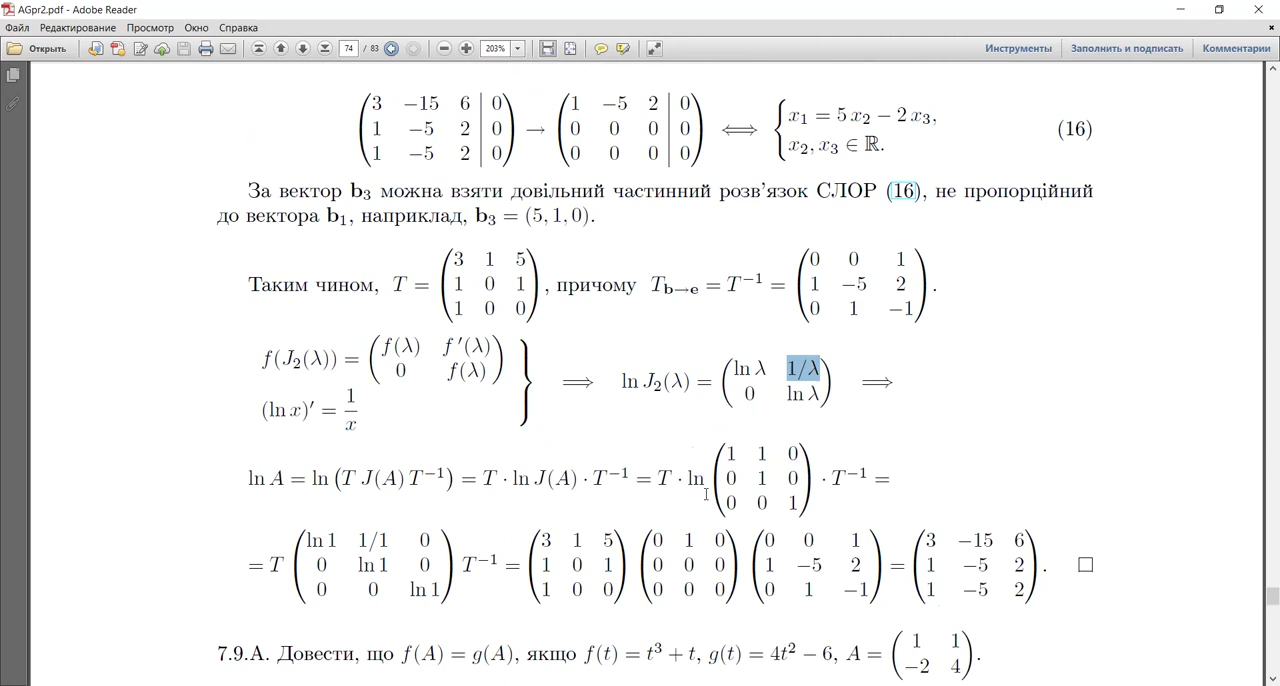 AGpr2.pdf - Adobe Reader
Файл Редактирование Просмотр Окно Справка
Открыть 74 / 83 203% Инструменты Заполнить и подписать Комментарии
(3 −15 6 | 0) (1 −5 2 | 0)
(1 −5 2 | 0) → (0 0 0 | 0) ⟺ { x₁ = 5 x₂ − 2 x₃, x₂, x₃ ∈ ℝ. (16)
(1 −5 2 | 0) (0 0 0 | 0)
За вектор b₃ можна взяти довільний частинний розв'язок СЛОР (16), не пропорційний
до вектора b₁, наприклад, b₃ = (5, 1, 0).
(3 1 5) (0 0 1)
Таким чином, T = (1 0 1), причому T_b→e = T⁻¹ = (1 −5 2).
(1 0 0) (0 1 −1)
f(J₂(λ)) = (f(λ) f′(λ))
(0 f(λ)) } ⟹ ln J₂(λ) = (ln λ 1/λ) ⟹
(ln x)′ = 1/x (0 ln λ)
(1 1 0)
ln A = ln (T J(A) T⁻¹) = T · ln J(A) · T⁻¹ = T · ln (0 1 0) · T⁻¹ =
(0 0 1)
(ln 1 1/1 0) (3 1 5) (0 1 0) (0 0 1) (3 −15 6)
= T (0 ln 1 0) T⁻¹ = (1 0 1) (0 0 0) (1 −5 2) = (1 −5 2). □
(0 0 ln 1) (1 0 0) (0 0 0) (0 1 −1) (1 −5 2)
7.9.А. Довести, що f(A) = g(A), якщо f(t) = t³ + t, g(t) = 4t² − 6, A = (1 1)
(−2 4).